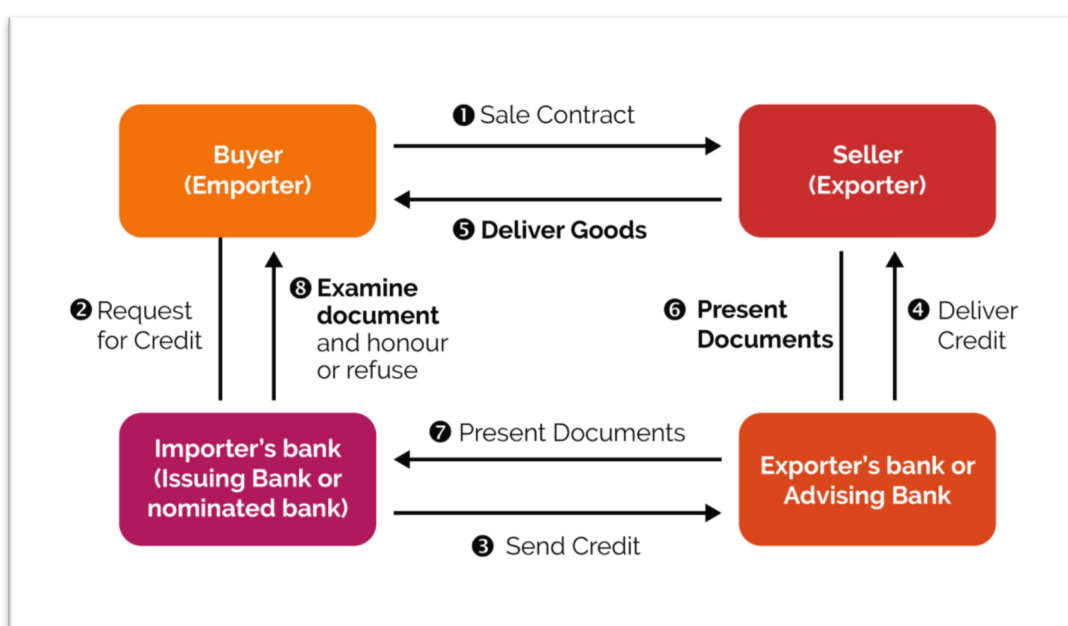 ❶ Sale Contract
Buyer
(Emporter)
Seller
(Exporter)
❺ Deliver Goods
❷ Request
for Credit
❽ Examine
document
and honour
or refuse
❻ Present
Documents
❹ Deliver
Credit
❼ Present Documents
Importer’s bank
(Issuing Bank or
nominated bank)
Exporter’s bank or
Advising Bank
❸ Send Credit